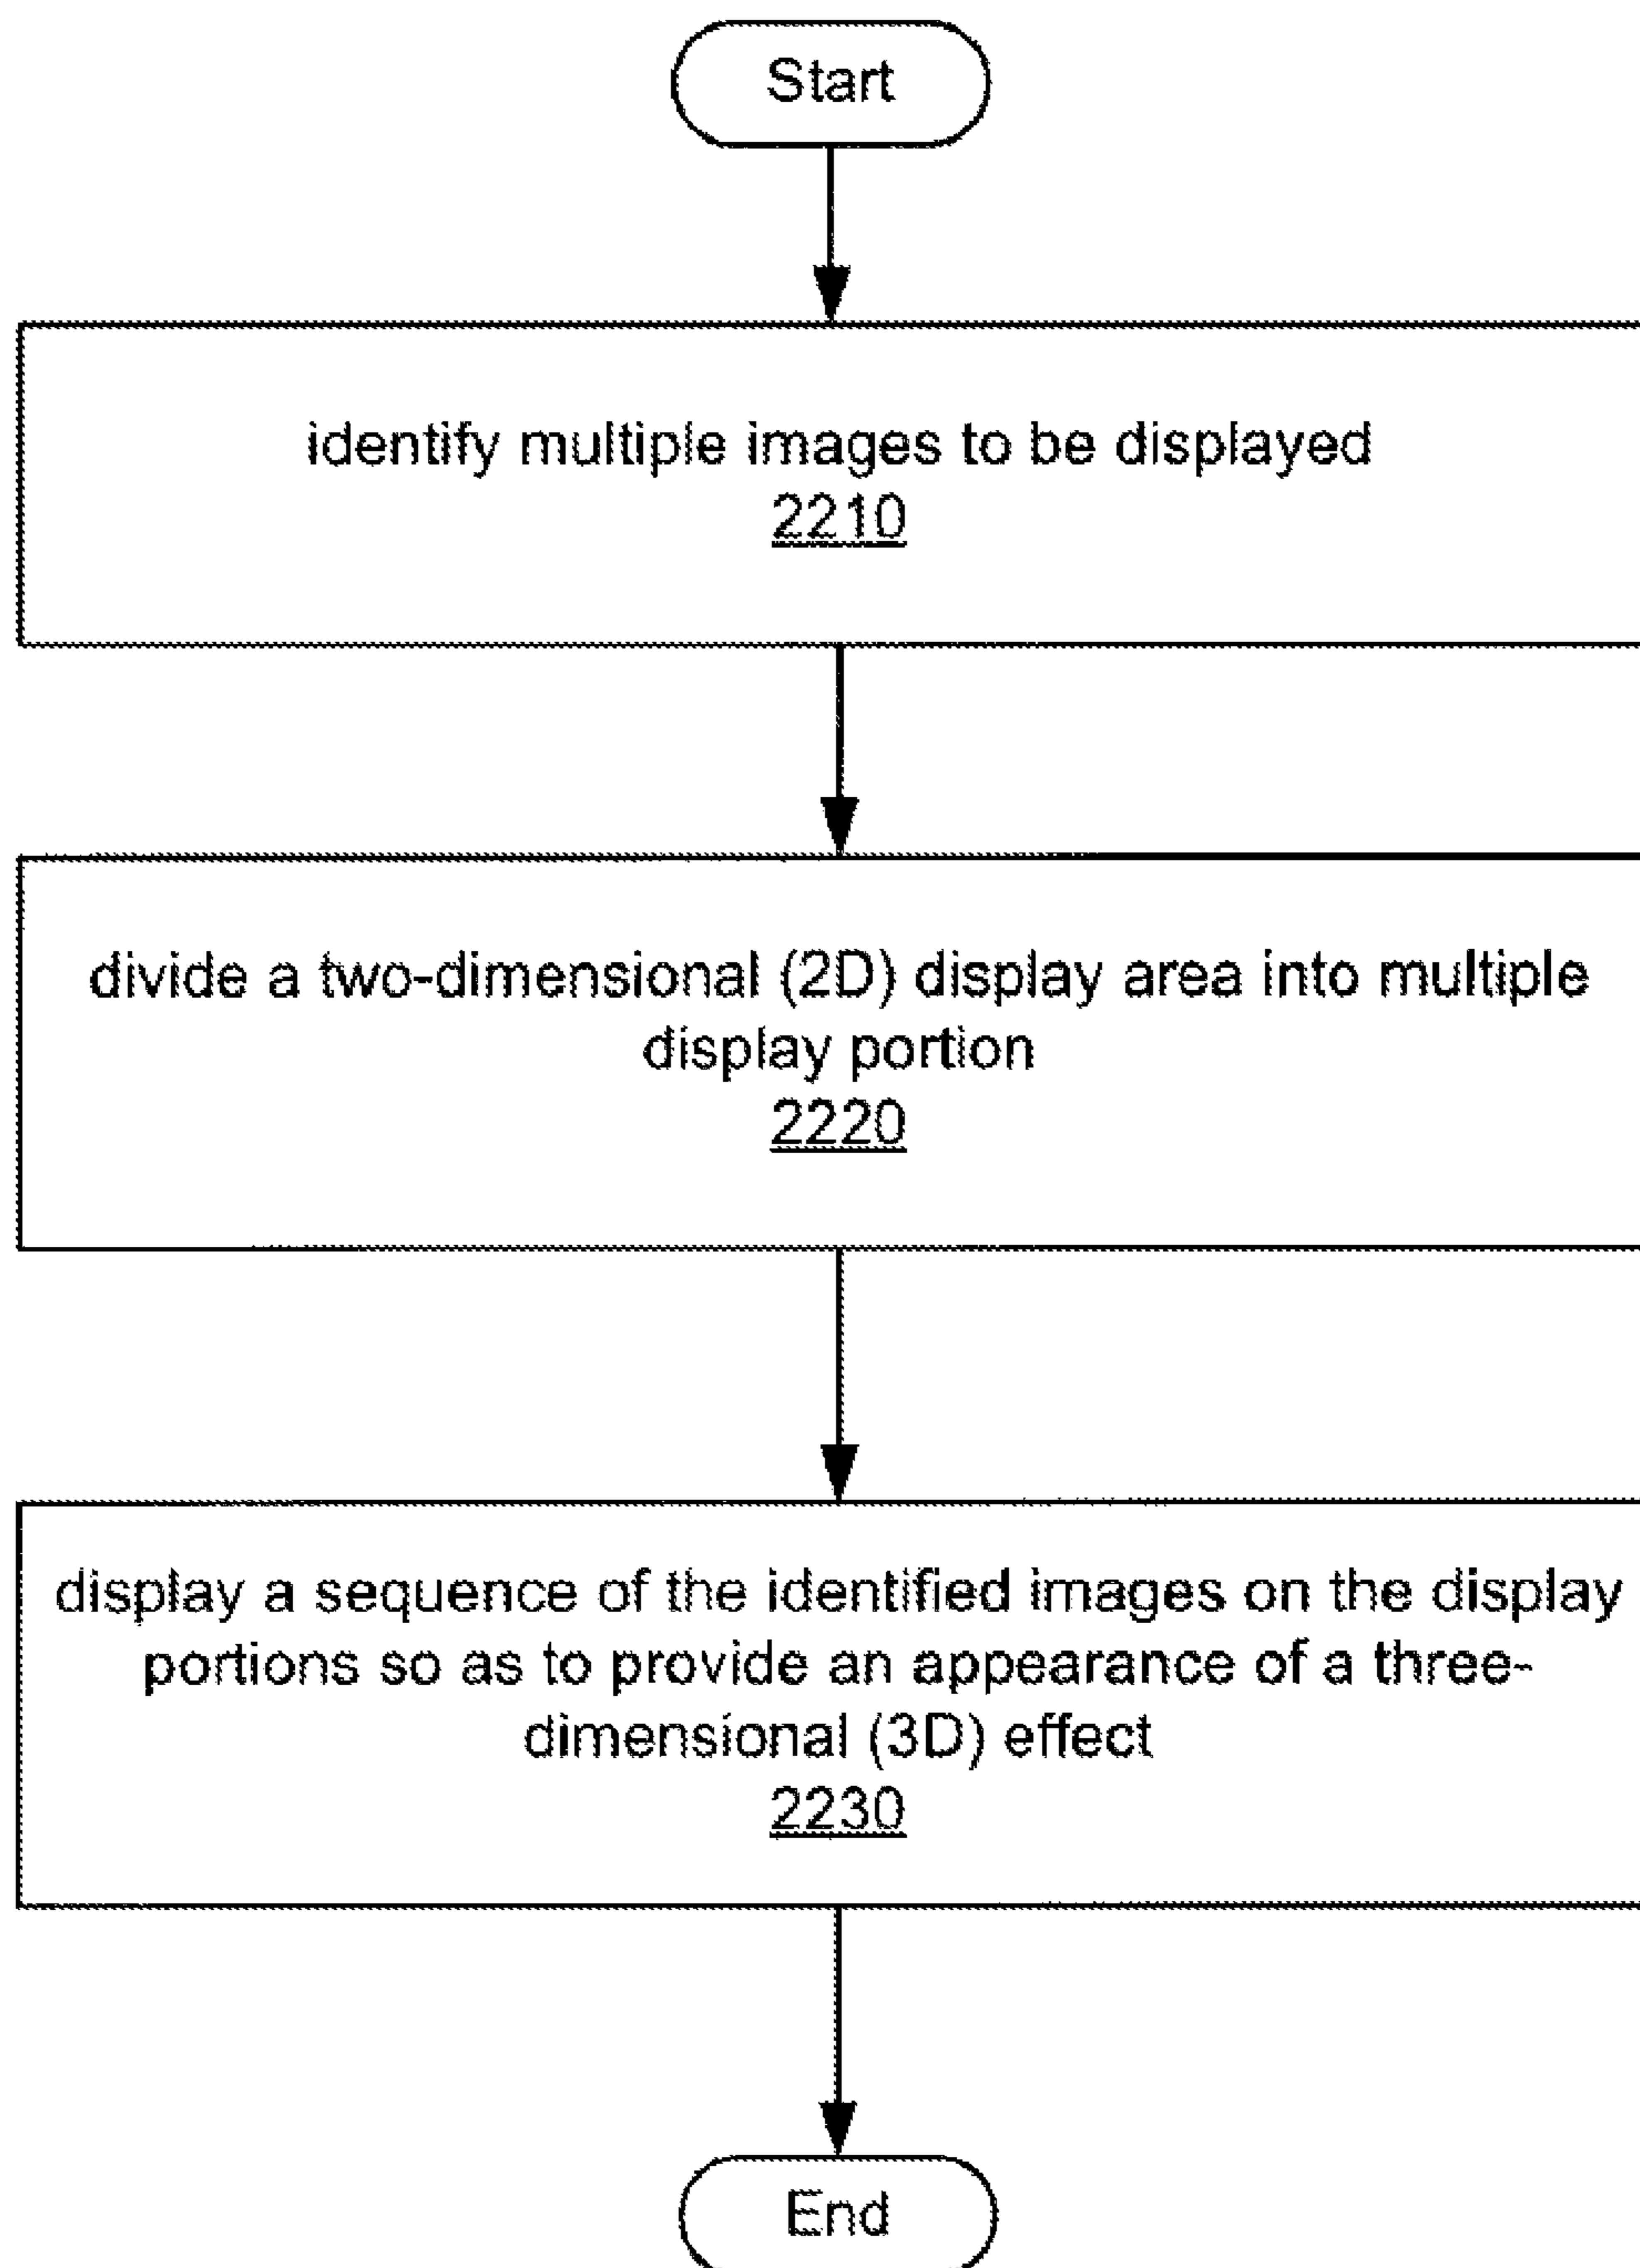 Start
identify multiple images to be displayed
2210
divide a two-dimensional (2D) display area into multiple
display portion
2220
display a sequence of the identified images on the display
portions so as to provide an appearance of a three-
dimensional (3D) effect
2230
End